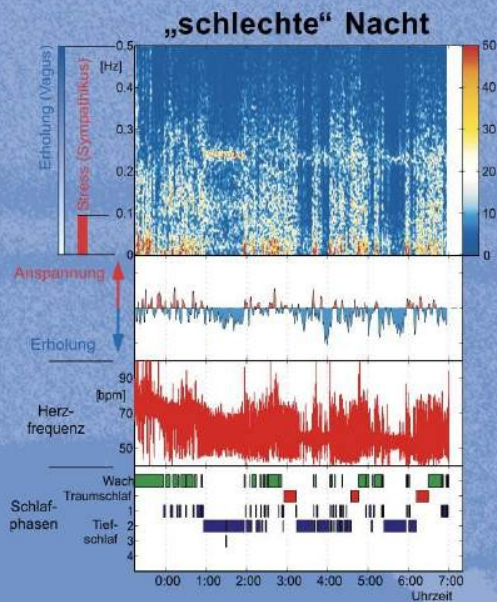 „schlechte“ Nacht
Erholung (Vagus)
Stress (Sympathikus)
0.5
[Hz]
0.4
0.3
0.2
0.1
0
50
40
30
20
10
0
Anspannung
Erholung
Herz-
frequenz
90
[bpm]
70
50
Schlaf-
phasen
Wach
Traumschlaf
1
Tief- 2
schlaf 3
4
0:00 1:00 2:00 3:00 4:00 5:00 6:00 7:00
Uhrzeit